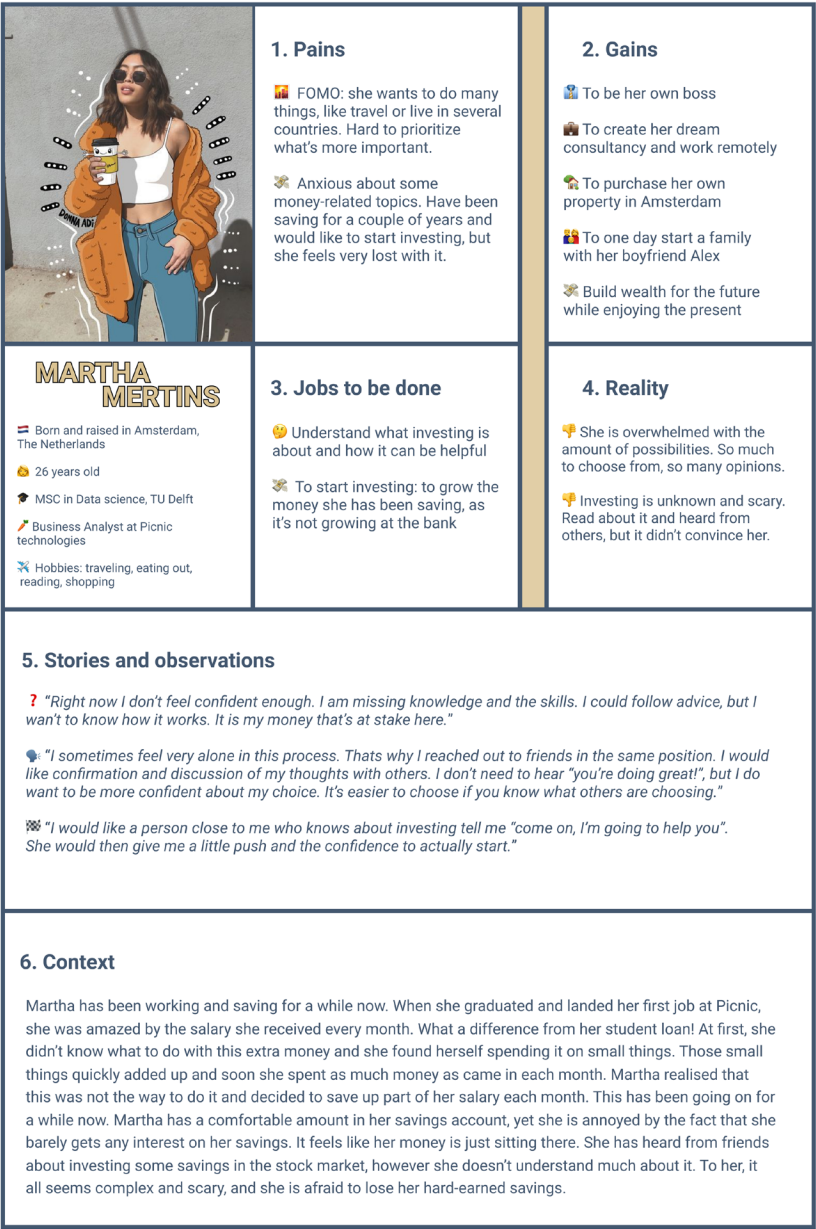 DONNA ADI
1. Pains
🌇 FOMO: she wants to do many
things, like travel or live in several
countries. Hard to prioritize
what's more important.
💸 Anxious about some
money-related topics. Have been
saving for a couple of years and
would like to start investing, but
she feels very lost with it.
2. Gains
👔 To be her own boss
💼 To create her dream
consultancy and work remotely
🏡 To purchase her own
property in Amsterdam
👪 To one day start a family
with her boyfriend Alex
💸 Build wealth for the future
while enjoying the present
MARTHA
MERTINS
🇳🇱 Born and raised in Amsterdam,
The Netherlands
26 years old
🎓 MSC in Data science, TU Delft
🥕 Business Analyst at Picnic
technologies
✈️ Hobbies: traveling, eating out,
reading, shopping
3. Jobs to be done
🤔 Understand what investing is
about and how it can be helpful
💸 To start investing: to grow the
money she has been saving, as
it's not growing at the bank
4. Reality
👎 She is overwhelmed with the
amount of possibilities. So much
to choose from, so many opinions.
👎 Investing is unknown and scary.
Read about it and heard from
others, but it didn't convince her.
5. Stories and observations
❓ "Right now I don't feel confident enough. I am missing knowledge and the skills. I could follow advice, but I
wan't to know how it works. It is my money that's at stake here."
🗣️ "I sometimes feel very alone in this process. Thats why I reached out to friends in the same position. I would
like confirmation and discussion of my thoughts with others. I don't need to hear "you're doing great!", but I do
want to be more confident about my choice. It's easier to choose if you know what others are choosing."
🏁 "I would like a person close to me who knows about investing tell me "come on, I'm going to help you".
She would then give me a little push and the confidence to actually start."
6. Context
Martha has been working and saving for a while now. When she graduated and landed her first job at Picnic,
she was amazed by the salary she received every month. What a difference from her student loan! At first, she
didn't know what to do with this extra money and she found herself spending it on small things. Those small
things quickly added up and soon she spent as much money as came in each month. Martha realised that
this was not the way to do it and decided to save up part of her salary each month. This has been going on for
a while now. Martha has a comfortable amount in her savings account, yet she is annoyed by the fact that she
barely gets any interest on her savings. It feels like her money is just sitting there. She has heard from friends
about investing some savings in the stock market, however she doesn't understand much about it. To her, it
all seems complex and scary, and she is afraid to lose her hard-earned savings.